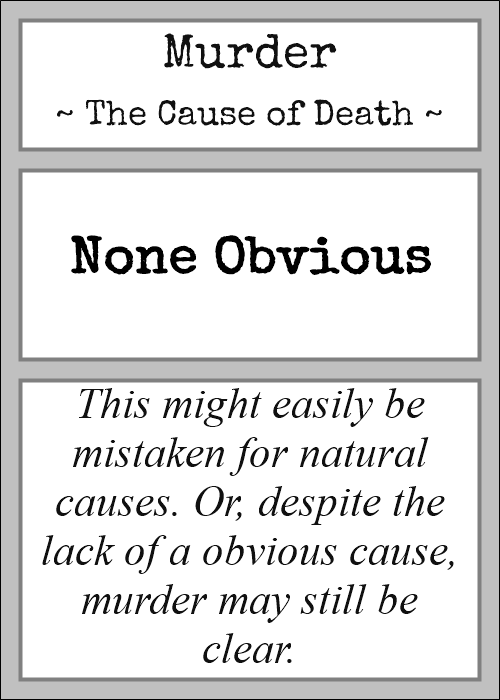 Murder
~ The Cause of Death ~
None Obvious
This might easily be
mistaken for natural
causes. Or, despite the
lack of a obvious cause,
murder may still be
clear.